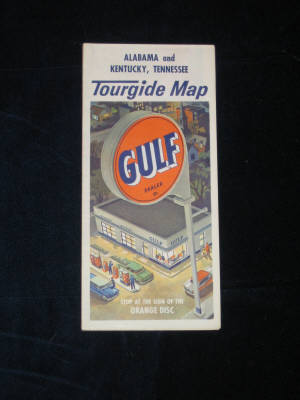 ALABAMA and
KENTUCKY, TENNESSEE
Tourgide Map
GULF
DEALER
GULF
STOP AT THE SIGN OF THE
ORANGE DISC